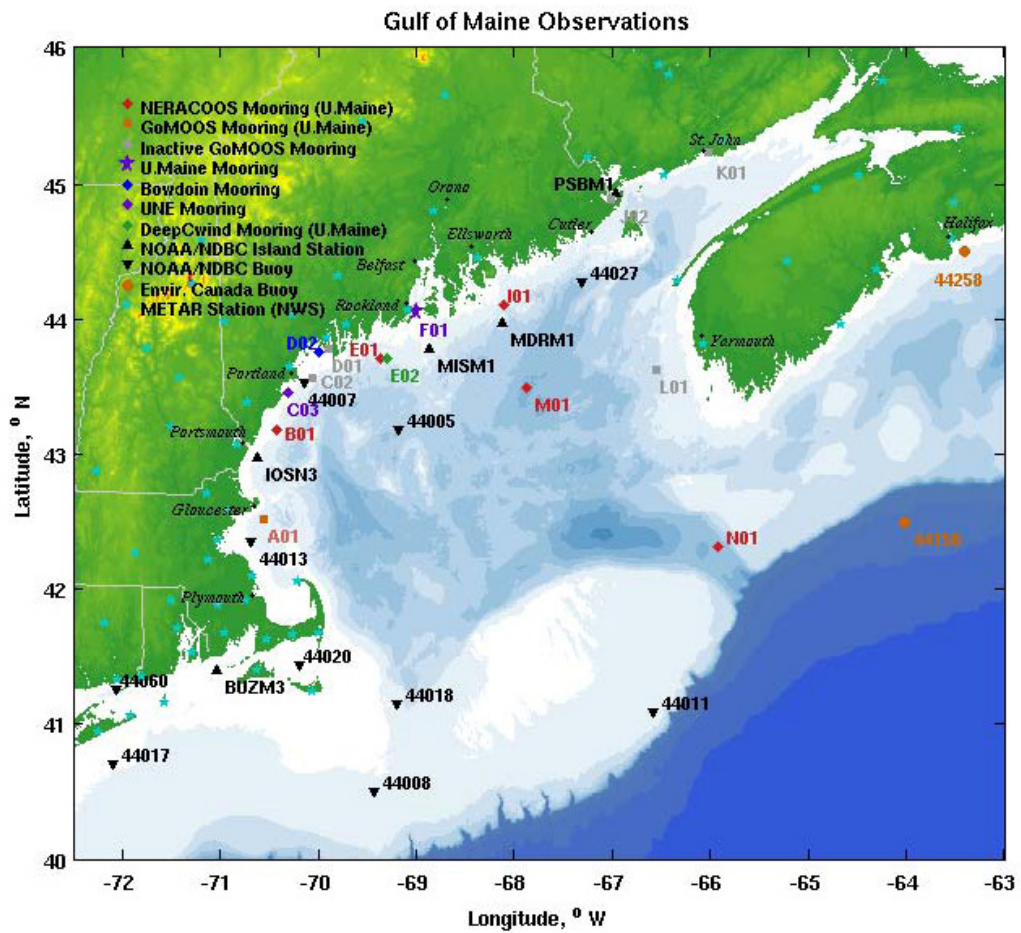 Gulf of Maine Observations
46
NERACOOS Mooring (U.Maine)
GoMOOS Mooring (U.Maine)
Inactive GoMOOS Mooring
U.Maine Mooring
Bowdoin Mooring
UNE Mooring
DeepCwind Mooring (U.Maine)
NOAA/NDBC Island Station
NOAA/NDBC Buoy
Envir. Canada Buoy
METAR Station (NWS)
St. John
K01
45
PSBM1
Orono
J02
Cutler
Halifax
Ellsworth
Belfast
44027
44258
Rockland
I01
44
F01
MDRM1
Yarmouth
D02
E01
D01
MISM1
E02
C02
L01
Portland
44007
M01
C03
44005
Portsmouth
B01
43
IOSN3
Gloucester
A01
N01
44150
44013
42
Plymouth
44020
44060
BUZM3
44018
44011
41
44017
44008
40
-72 -71 -70 -69 -68 -67 -66 -65 -64 -63
Longitude, ° W
Latitude, ° N